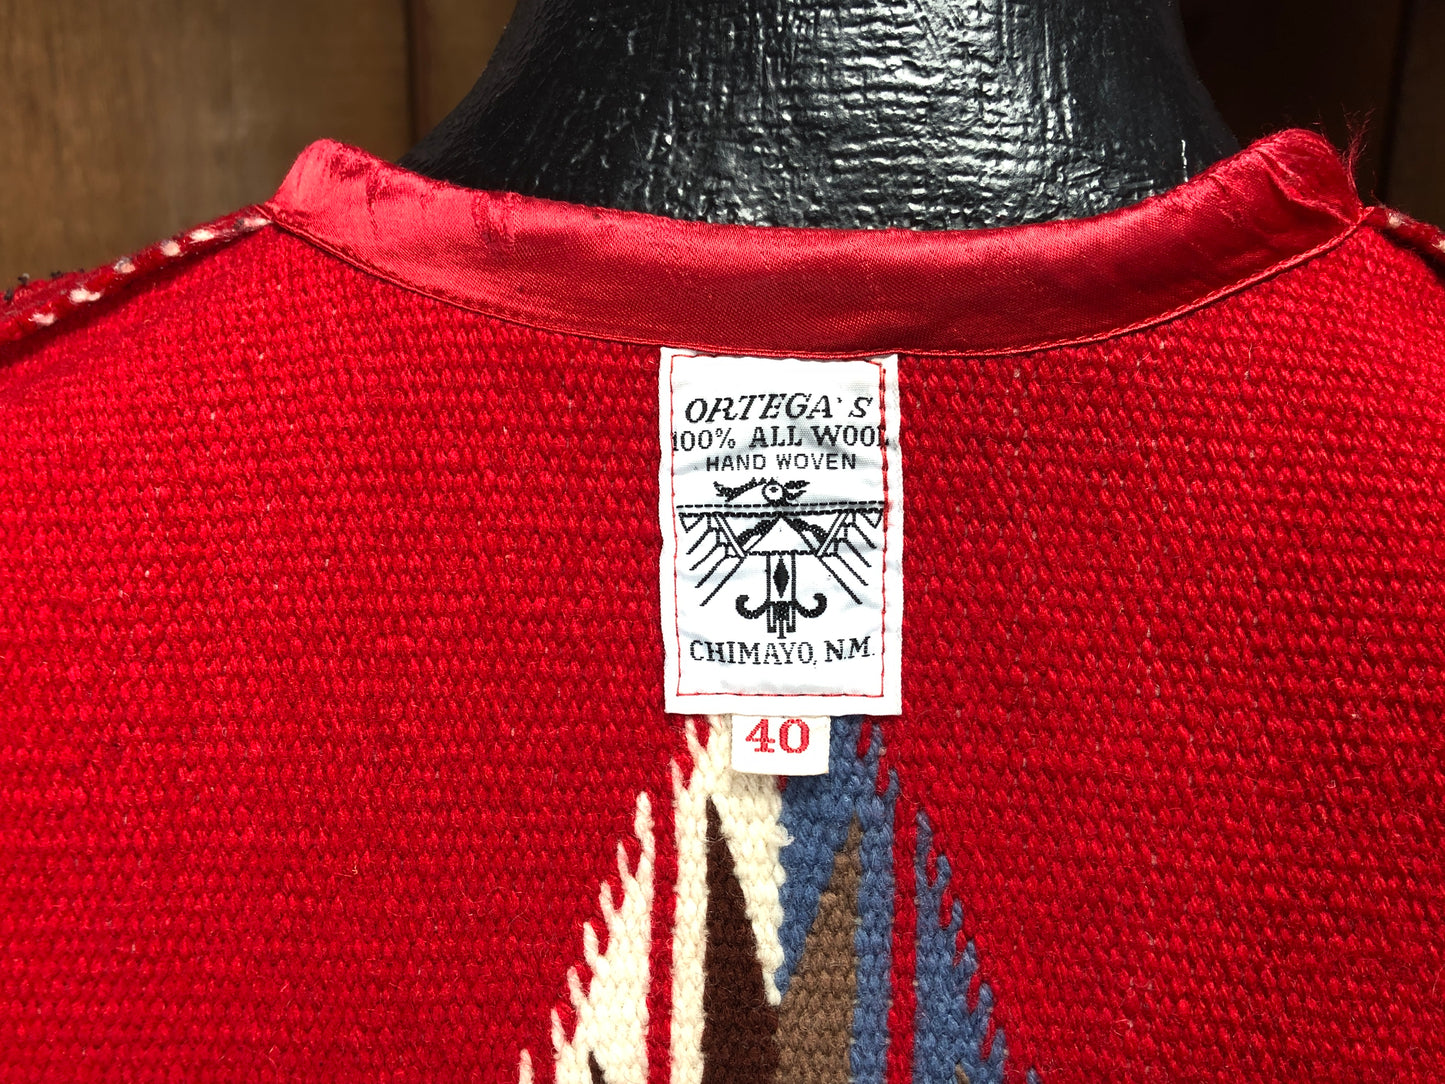 ORTEGA'S
100% ALL WOOL
HAND WOVEN
CHIMAYO, N.M.
40